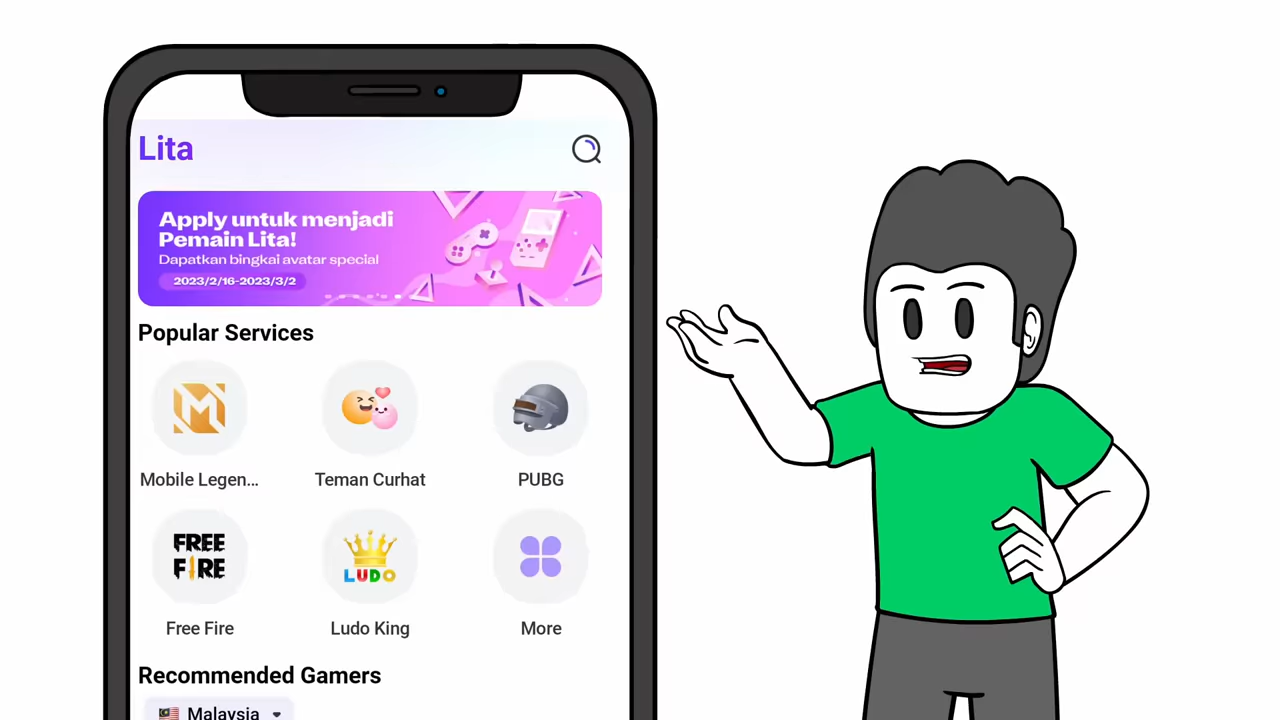 Lita
Apply untuk menjadi
Pemain Lita!
Dapatkan bingkai avatar special
2023/2/16-2023/3/2
Popular Services
Mobile Legen...
Teman Curhat
PUBG
FREE
FIRE
LUDO
Free Fire
Ludo King
More
Recommended Gamers
Malaysia